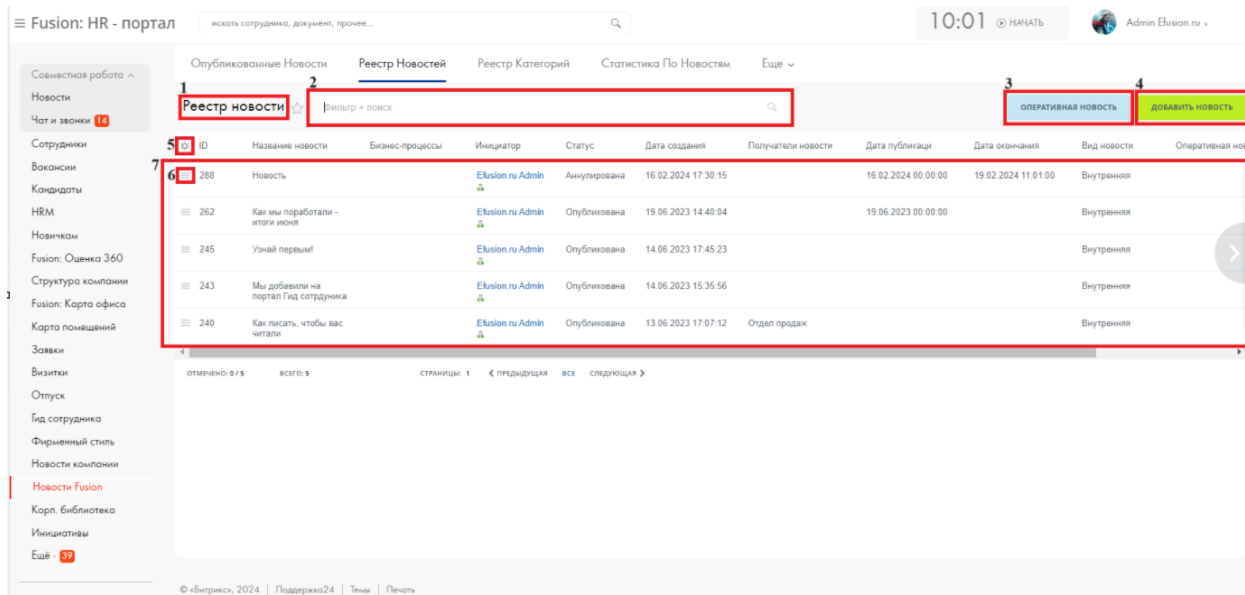 Fusion: HR - портал
искать сотрудника, документ, прочее...
10:01 НАЧАТЬ
Admin Efusion.ru
Совместная работа
Новости
Чат и звонки 14
Сотрудники
Вакансии
Кандидаты
HRM
Новичкам
Fusion: Оценка 360
Структура компании
Fusion: Карта офиса
Карта помещений
Заявки
Визитки
Отпуск
Гид сотрудника
Фирменный стиль
Новости компании
Новости Fusion
Корп. библиотека
Инициативы
Ещё - 39
Опубликованные Новости Реестр Новостей Реестр Категорий Статистика По Новостям Еще
1 2 3 4
Реестр новости Фильтр + поиск ОПЕРАТИВНАЯ НОВОСТЬ ДОБАВИТЬ НОВОСТЬ
5 ID Название новости Бизнес-процессы Инициатор Статус Дата создания Получатели новости Дата публикаци Дата окончания Вид новости Оперативная нов
7
6 288 Новость Efusion.ru Admin Аннулирована 16.02.2024 17:30:15 16.02.2024 00:00:00 19.02.2024 11:01:00 Внутренняя
262 Как мы поработали - Efusion.ru Admin Опубликована 19.06.2023 14:40:04 19.06.2023 00:00:00 Внутренняя
итоги июня
245 Узнай первым! Efusion.ru Admin Опубликована 14.06.2023 17:45:23 Внутренняя
243 Мы добавили на Efusion.ru Admin Опубликована 14.06.2023 15:35:56 Внутренняя
портал Гид сотрдуника
240 Как писать, чтобы вас Efusion.ru Admin Опубликована 13.06.2023 17:07:12 Отдел продаж Внутренняя
читали
ОТМЕЧЕНО: 0 / 5 ВСЕГО: 5 СТРАНИЦЫ: 1 ПРЕДЫДУЩАЯ ВСЕ СЛЕДУЮЩАЯ
© «Битрикс», 2024 | Поддержка24 | Темы | Печать